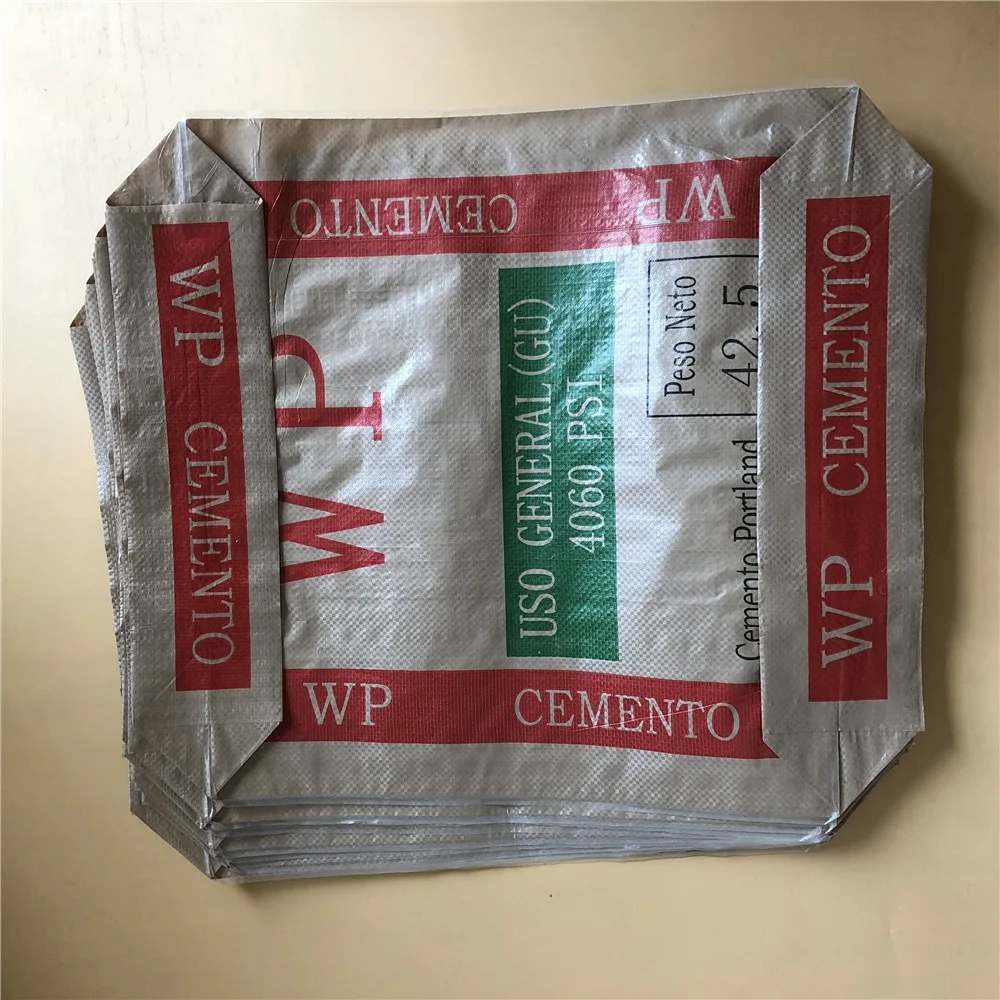 WP CEMENTO
WP CEMENTO
WP
USO GENERAL(GU)
4060 PSI
Peso Neto
42.5
Cemento Portland
WP CEMENTO
WP CEMENTO